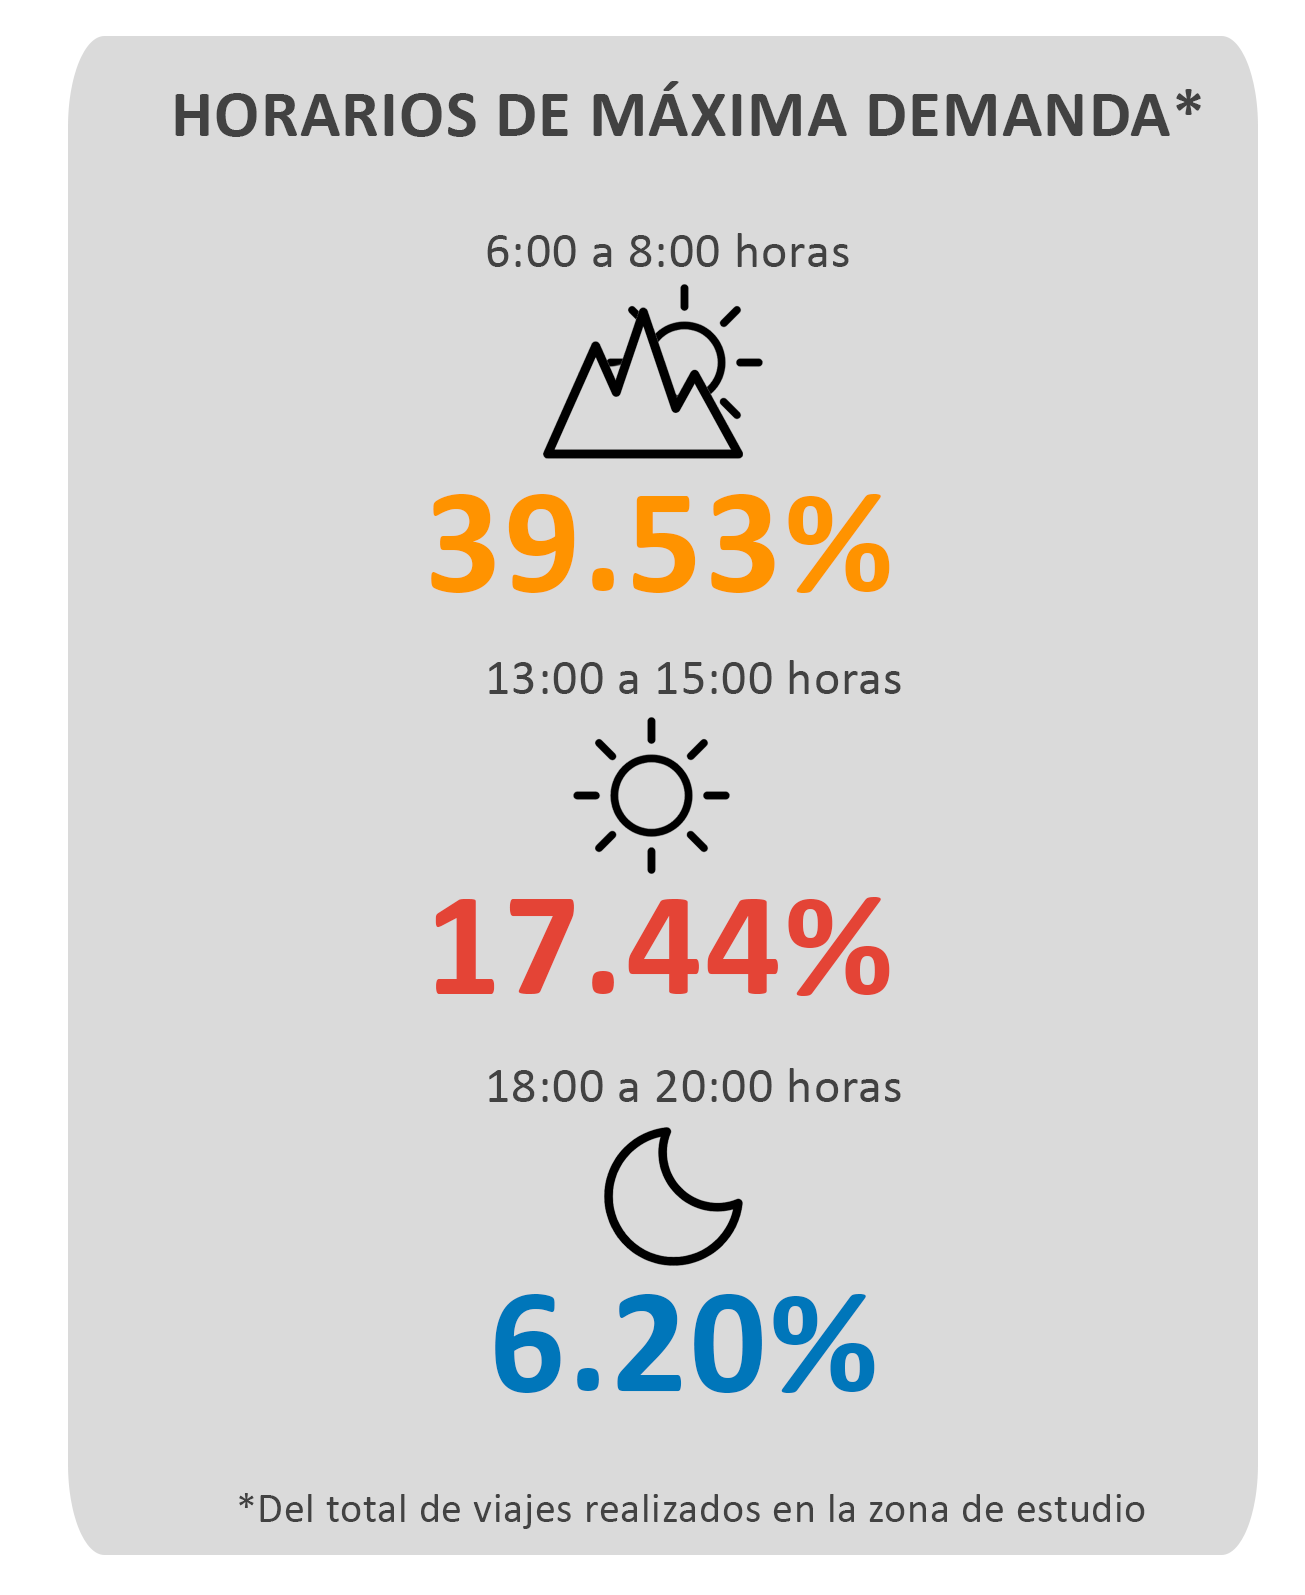 HORARIOS DE MÁXIMA DEMANDA*
6:00 a 8:00 horas
39.53%
13:00 a 15:00 horas
17.44%
18:00 a 20:00 horas
6.20%
*Del total de viajes realizados en la zona de estudio